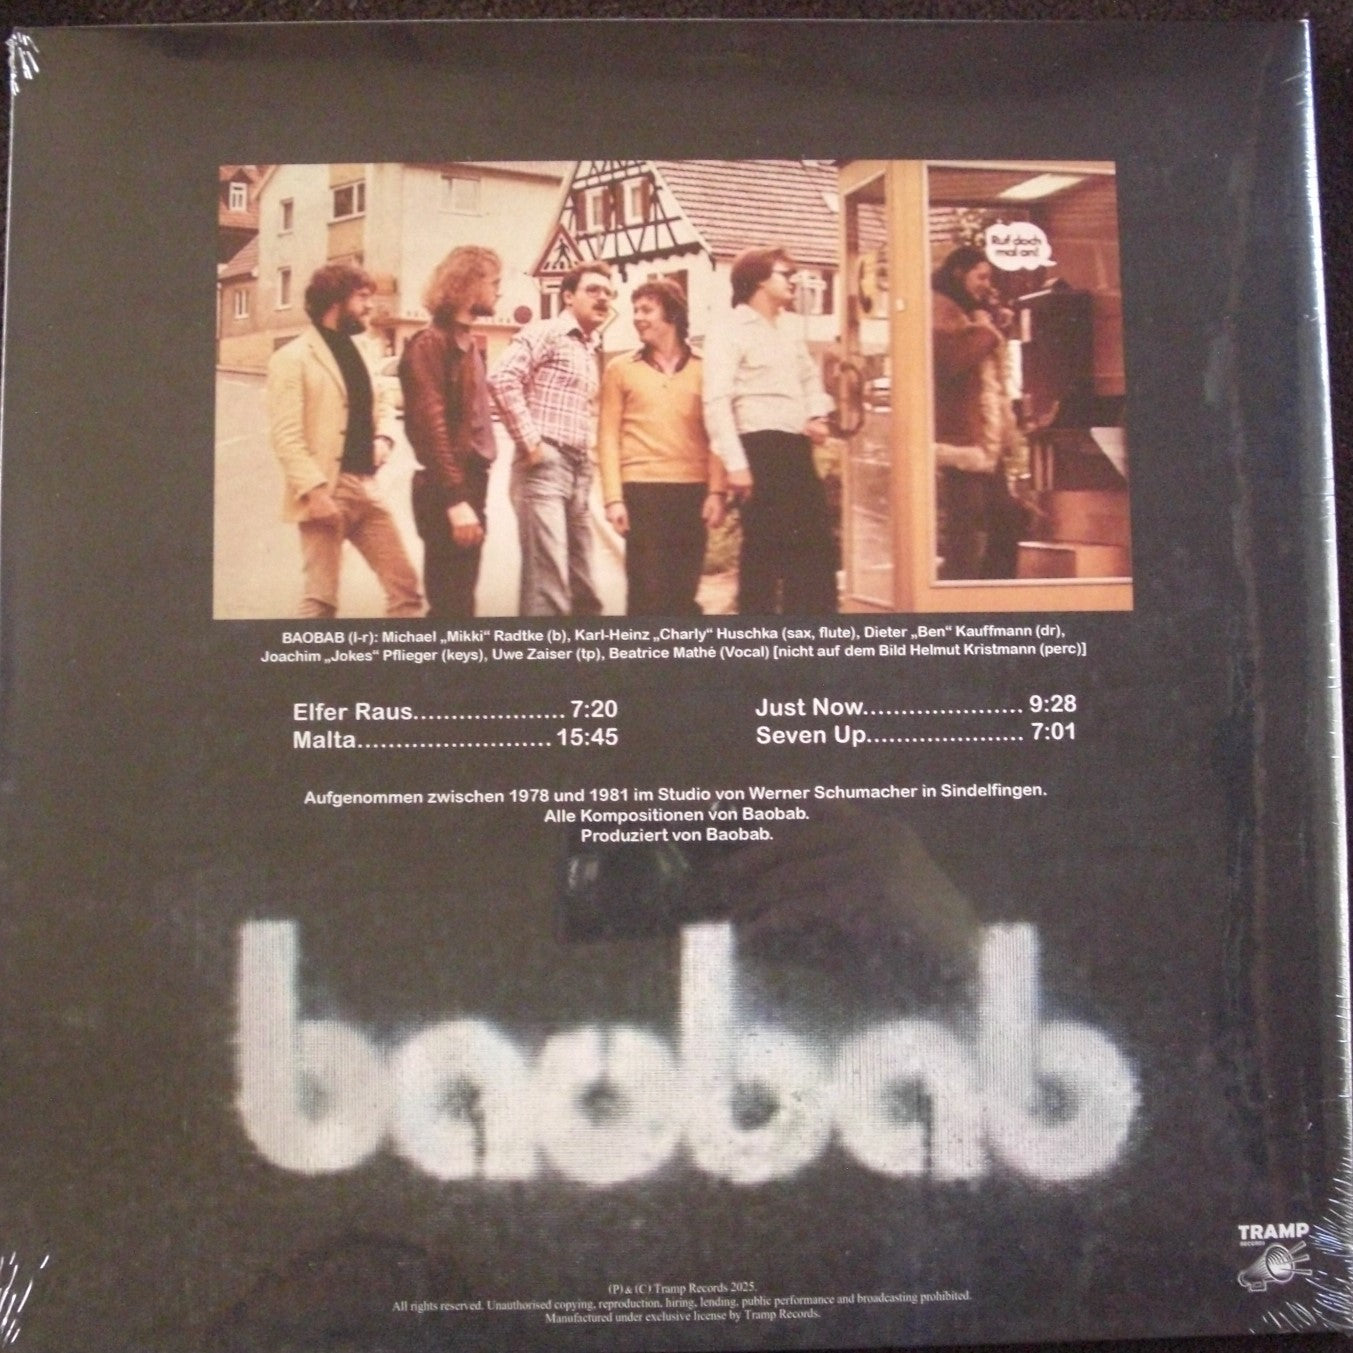 Ruf doch
mal an!
BAOBAB (l-r): Michael „Mikki“ Radtke (b), Karl-Heinz „Charly“ Huschka (sax, flute), Dieter „Ben“ Kauffmann (dr),
Joachim „Jokes“ Pflieger (keys), Uwe Zaiser (tp), Beatrice Mathé (Vocal) [nicht auf dem Bild Helmut Kristmann (perc)]
Elfer Raus.................... 7:20
Malta.......................... 15:45
Just Now..................... 9:28
Seven Up..................... 7:01
Aufgenommen zwischen 1978 und 1981 im Studio von Werner Schumacher in Sindelfingen.
Alle Kompositionen von Baobab.
Produziert von Baobab.
baobab
TRAMP
RECORDS
(P) & (C) Tramp Records 2025.
All rights reserved. Unauthorised copying, reproduction, hiring, lending, public performance and broadcasting prohibited.
Manufactured under exclusive license by Tramp Records.